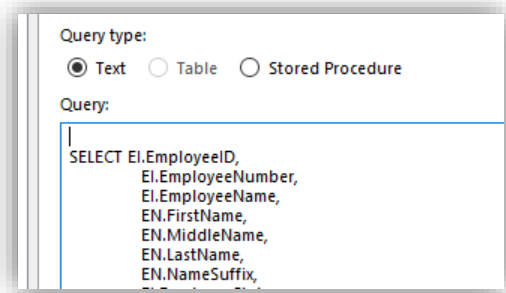 Query type:
Text Table Stored Procedure
Query:
SELECT EI.EmployeeID,
EI.EmployeeNumber,
EI.EmployeeName,
EN.FirstName,
EN.MiddleName,
EN.LastName,
EN.NameSuffix,